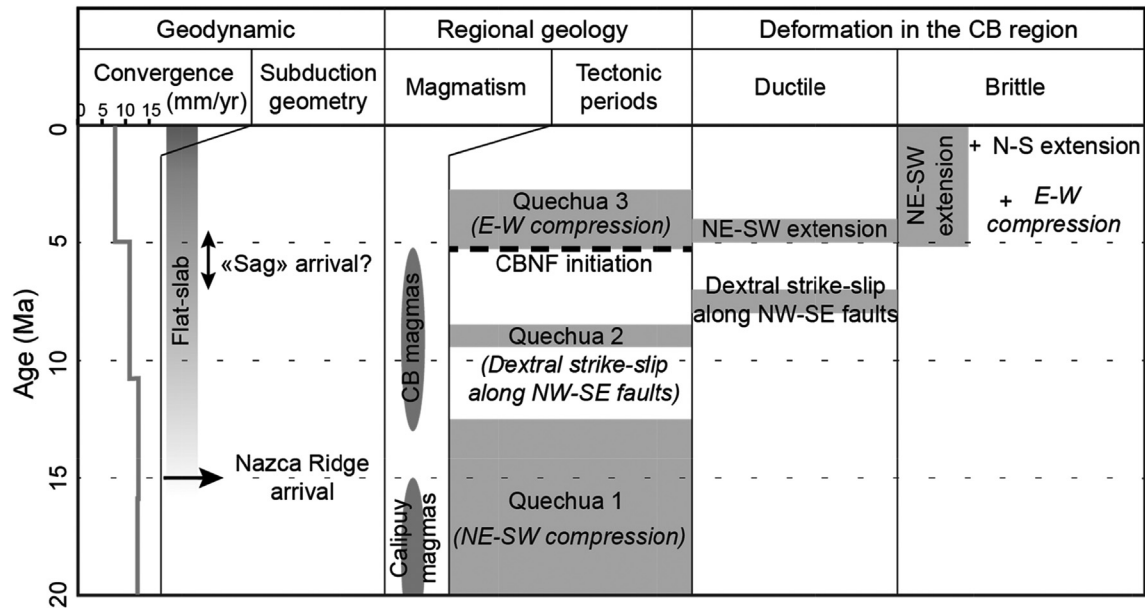 Geodynamic
Regional geology
Deformation in the CB region
Convergence
(mm/yr)
0 5 10 15
Subduction
geometry
Magmatism
Tectonic
periods
Ductile
Brittle
Age (Ma)
0
5
10
15
20
Flat-slab
«Sag» arrival?
Nazca Ridge
arrival
CB magmas
Calipuy
magmas
Quechua 3
(E-W compression)
CBNF initiation
Quechua 2
(Dextral strike-slip
along NW-SE faults)
Quechua 1
(NE-SW compression)
NE-SW extension
Dextral strike-slip
along NW-SE faults
NE-SW
extension
+ N-S extension
+ E-W
compression